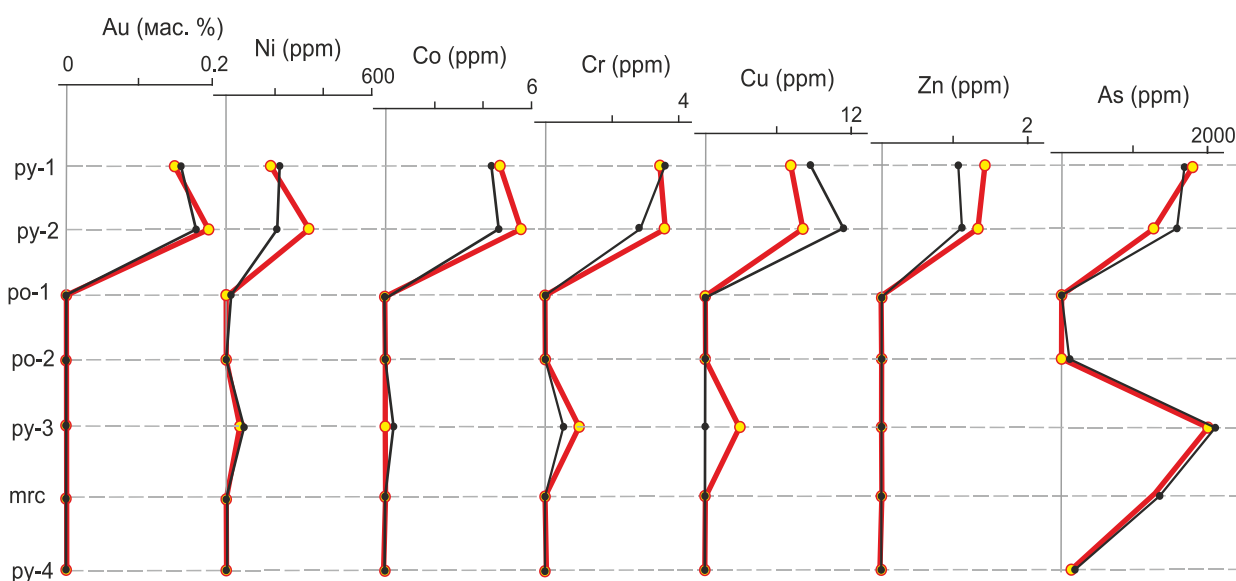 Au (мас. %)
0
0.2
Ni (ppm)
600
Co (ppm)
6
Cr (ppm)
4
Cu (ppm)
12
Zn (ppm)
2
As (ppm)
2000
py-1
py-2
po-1
po-2
py-3
mrc
py-4